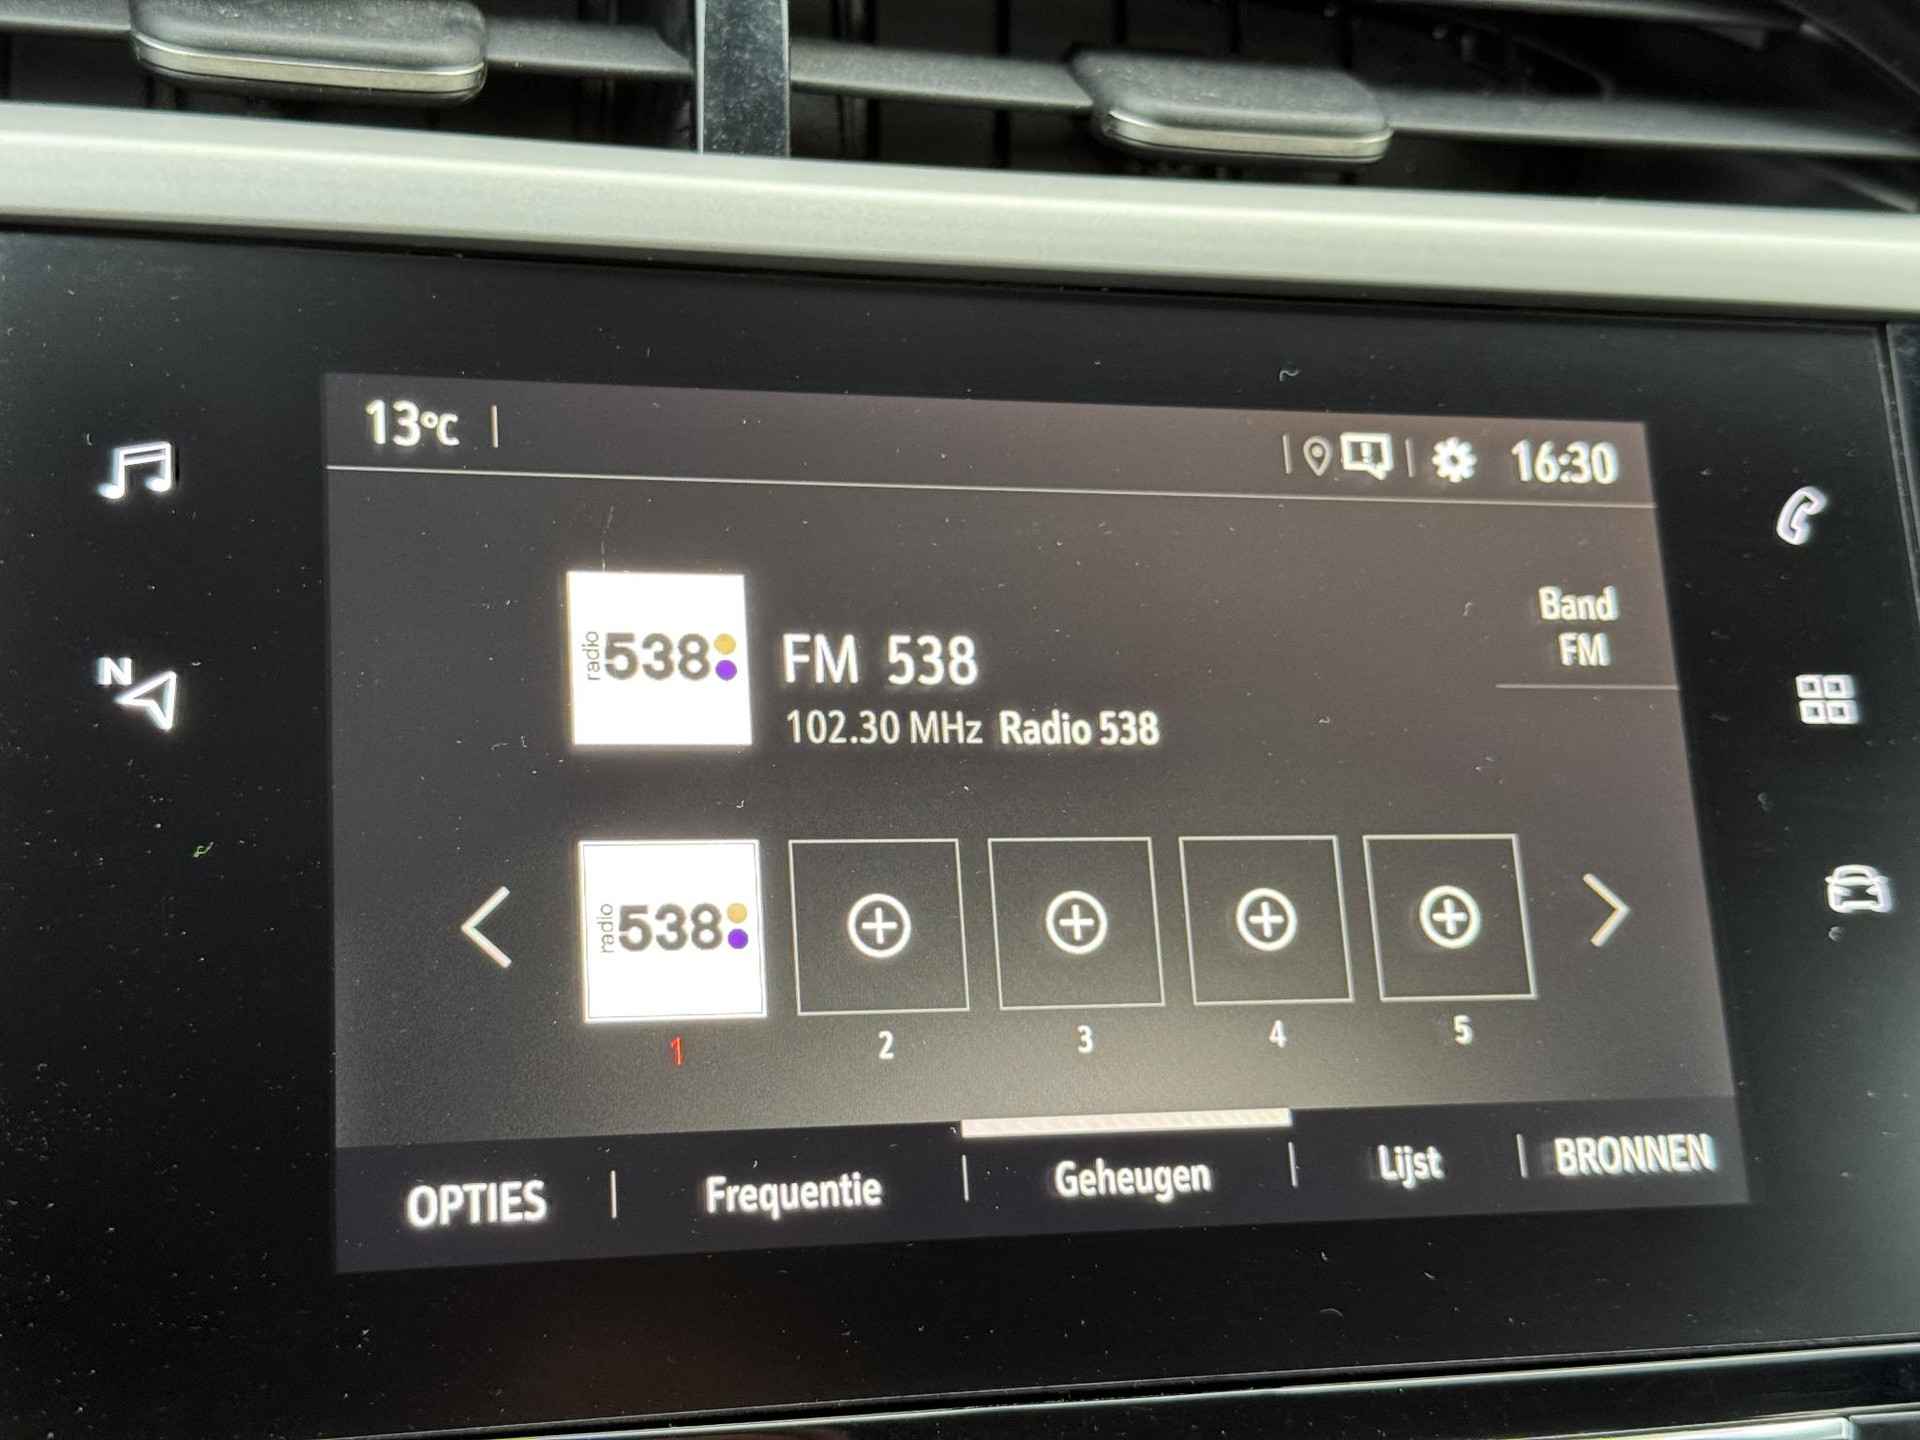 13°C
16:30
N
radio 538
FM 538
102.30 MHz Radio 538
Band
FM
radio 538
1 2 3 4 5
OPTIES Frequentie Geheugen Lijst BRONNEN